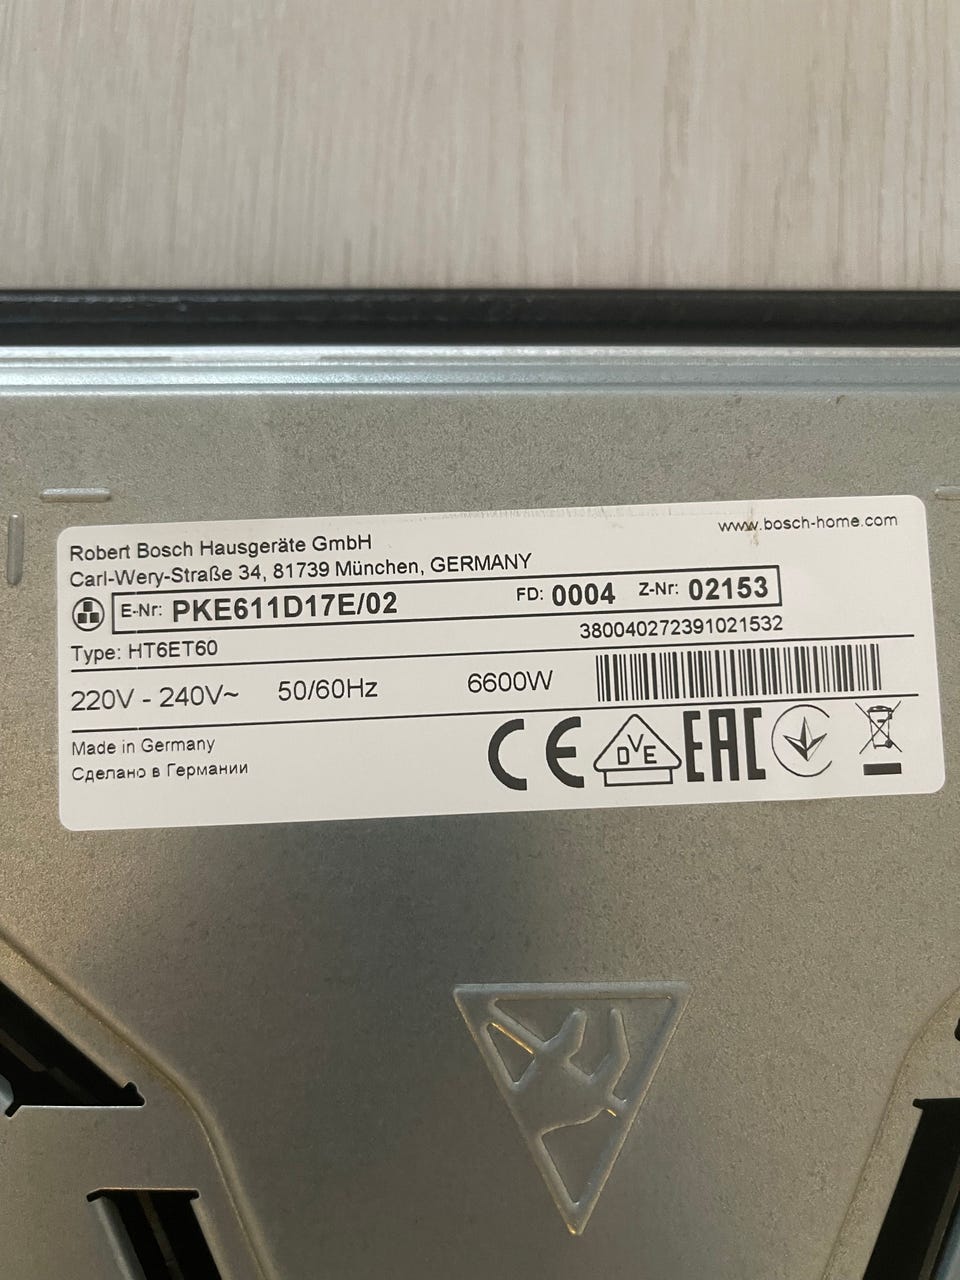 www.bosch-home.com
Robert Bosch Hausgeräte GmbH
Carl-Wery-Straße 34, 81739 München, GERMANY
E-Nr: PKE611D17E/02 FD: 0004 Z-Nr: 02153
Type: HT6ET60 380040272391021532
220V - 240V~ 50/60Hz 6600W
Made in Germany
Сделано в Германии
CE DVE EAC